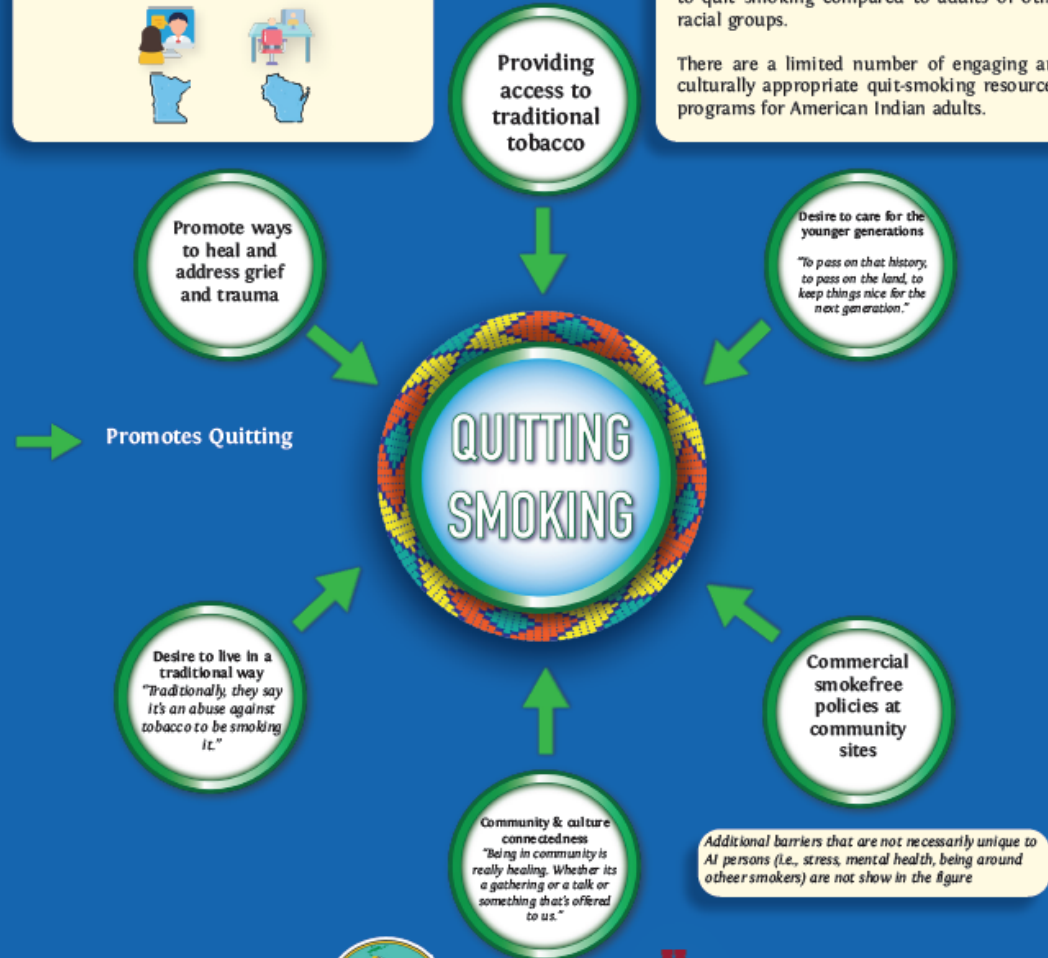 to quit smoking compared to adults of
racial groups.
There are a limited number of engaging
culturally appropriate quit-smoking
programs for American Indian adults.
Providing
access to
traditional
tobacco
Promote ways
to heal and
address grief
and trauma
Desire to care for the
younger generations
"To pass on that history,
to pass on the land, to
keep things nice for the
next generation."
Promotes Quitting
QUITTING
SMOKING
Desire to live in a
traditional way
"Traditionally, they say
it's an abuse against
tobacco to be smoking
it."
Commercial
smokefree
policies at
community
sites
Community & culture
connectedness
"Being in community is
really healing. Whether its
a gathering or a talk or
something that's offered
to us."
Additional barriers that are not necessarily unique to
AI persons (i.e., stress, mental health, being around
otheer smokers) are not show in the figure